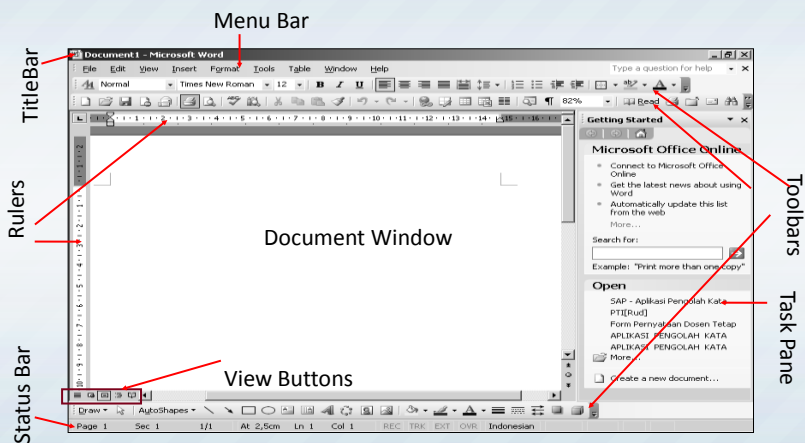 Menu Bar
TitleBar
Document1 - Microsoft Word
File Edit View Insert Format Tools Table Window Help
Type a question for help
Normal Times New Roman 12 B I U
82% Read
Getting Started
Microsoft Office Online
Connect to Microsoft Office Online
Get the latest news about using Word
Automatically update this list from the web
More...
Search for:
Example: "Print more than one copy"
Open
SAP - Aplikasi Pengolah Kata
PTI[Rud]
Form Pernyataan Dosen Tetap
APLIKASI PENGOLAH KATA
APLIKASI PENGOLAH KATA
More...
Create a new document...
Toolbars
Task Pane
Rulers
Document Window
View Buttons
Status Bar
Draw AutoShapes
Page 1 Sec 1 1/1 At 2,5cm Ln 1 Col 1 REC TRK EXT OVR Indonesian